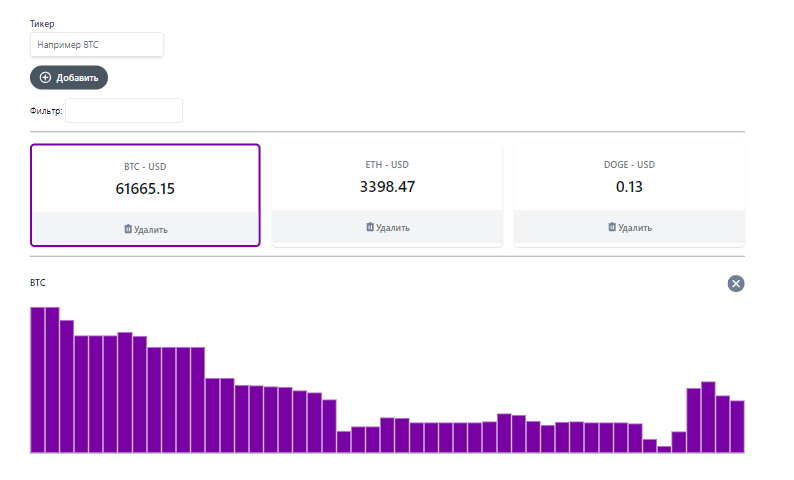 Тикер
Например BTC
Добавить
Фильтр:
BTC - USD
61665.15
Удалить
ETH - USD
3398.47
Удалить
DOGE - USD
0.13
Удалить
BTC